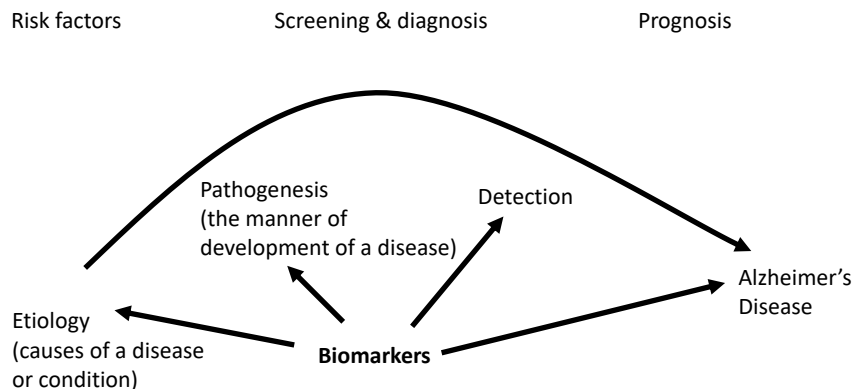 Risk factors
Screening & diagnosis
Prognosis
Pathogenesis
(the manner of
development of a disease)
Detection
Alzheimer’s
Disease
Etiology
(causes of a disease
or condition)
Biomarkers